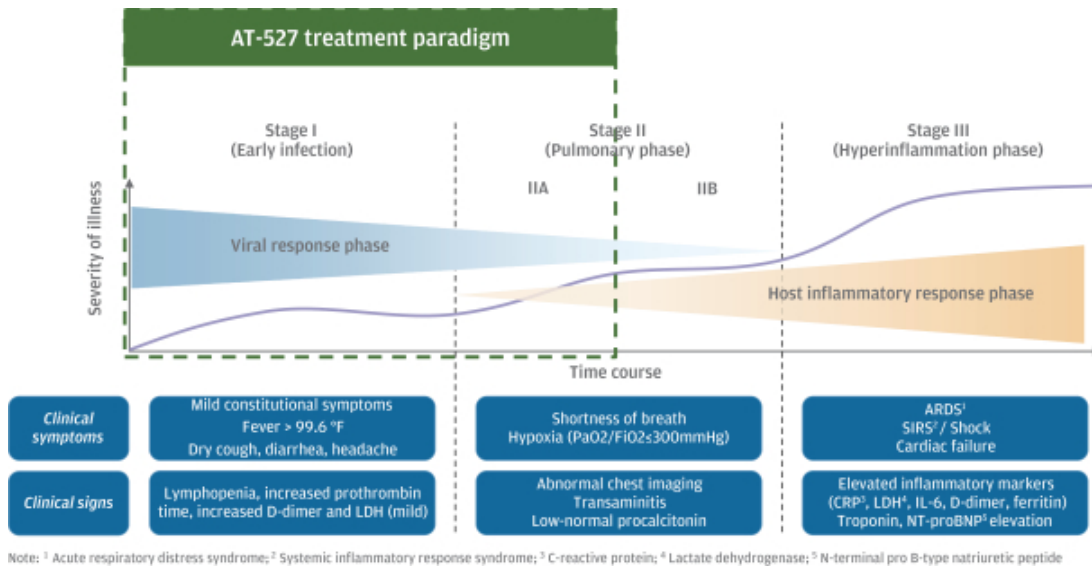 AT-527 treatment paradigm
Stage I
(Early infection)
Stage II
(Pulmonary phase)
Stage III
(Hyperinflammation phase)
IIA
IIB
Severity of illness
Viral response phase
Host inflammatory response phase
Time course
Clinical
symptoms
Mild constitutional symptoms
Fever > 99.6 °F
Dry cough, diarrhea, headache
Shortness of breath
Hypoxia (PaO2/FiO2≤300mmHg)
ARDS¹
SIRS² / Shock
Cardiac failure
Clinical signs
Lymphopenia, increased prothrombin
time, increased D-dimer and LDH (mild)
Abnormal chest imaging
Transaminitis
Low-normal procalcitonin
Elevated inflammatory markers
(CRP³, LDH⁴, IL-6, D-dimer, ferritin)
Troponin, NT-proBNP⁵ elevation
Note: ¹ Acute respiratory distress syndrome; ² Systemic inflammatory response syndrome; ³ C-reactive protein; ⁴ Lactate dehydrogenase; ⁵ N-terminal pro B-type natriuretic peptide